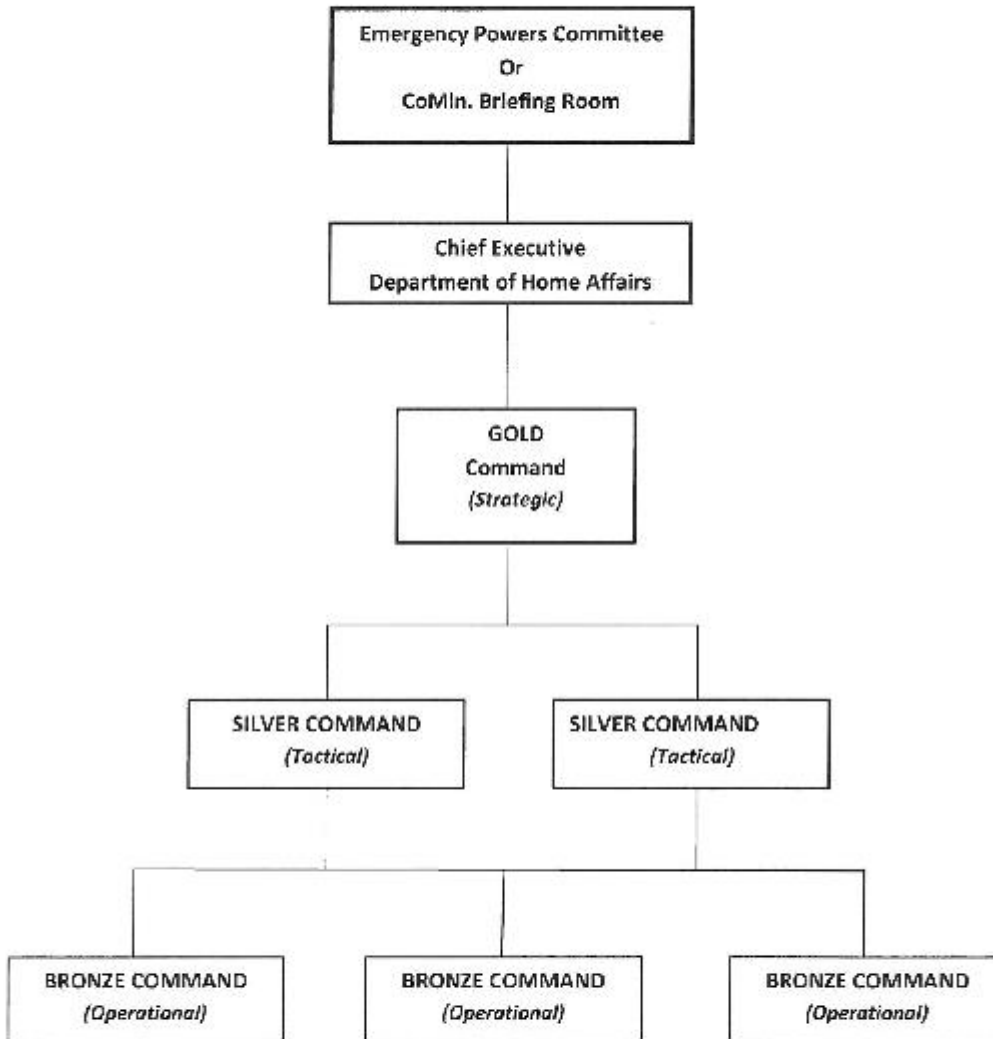 Emergency Powers Committee
Or
CoMin. Briefing Room
Chief Executive
Department of Home Affairs
GOLD
Command
(Strategic)
SILVER COMMAND
(Tactical)
SILVER COMMAND
(Tactical)
BRONZE COMMAND
(Operational)
BRONZE COMMAND
(Operational)
BRONZE COMMAND
(Operational)